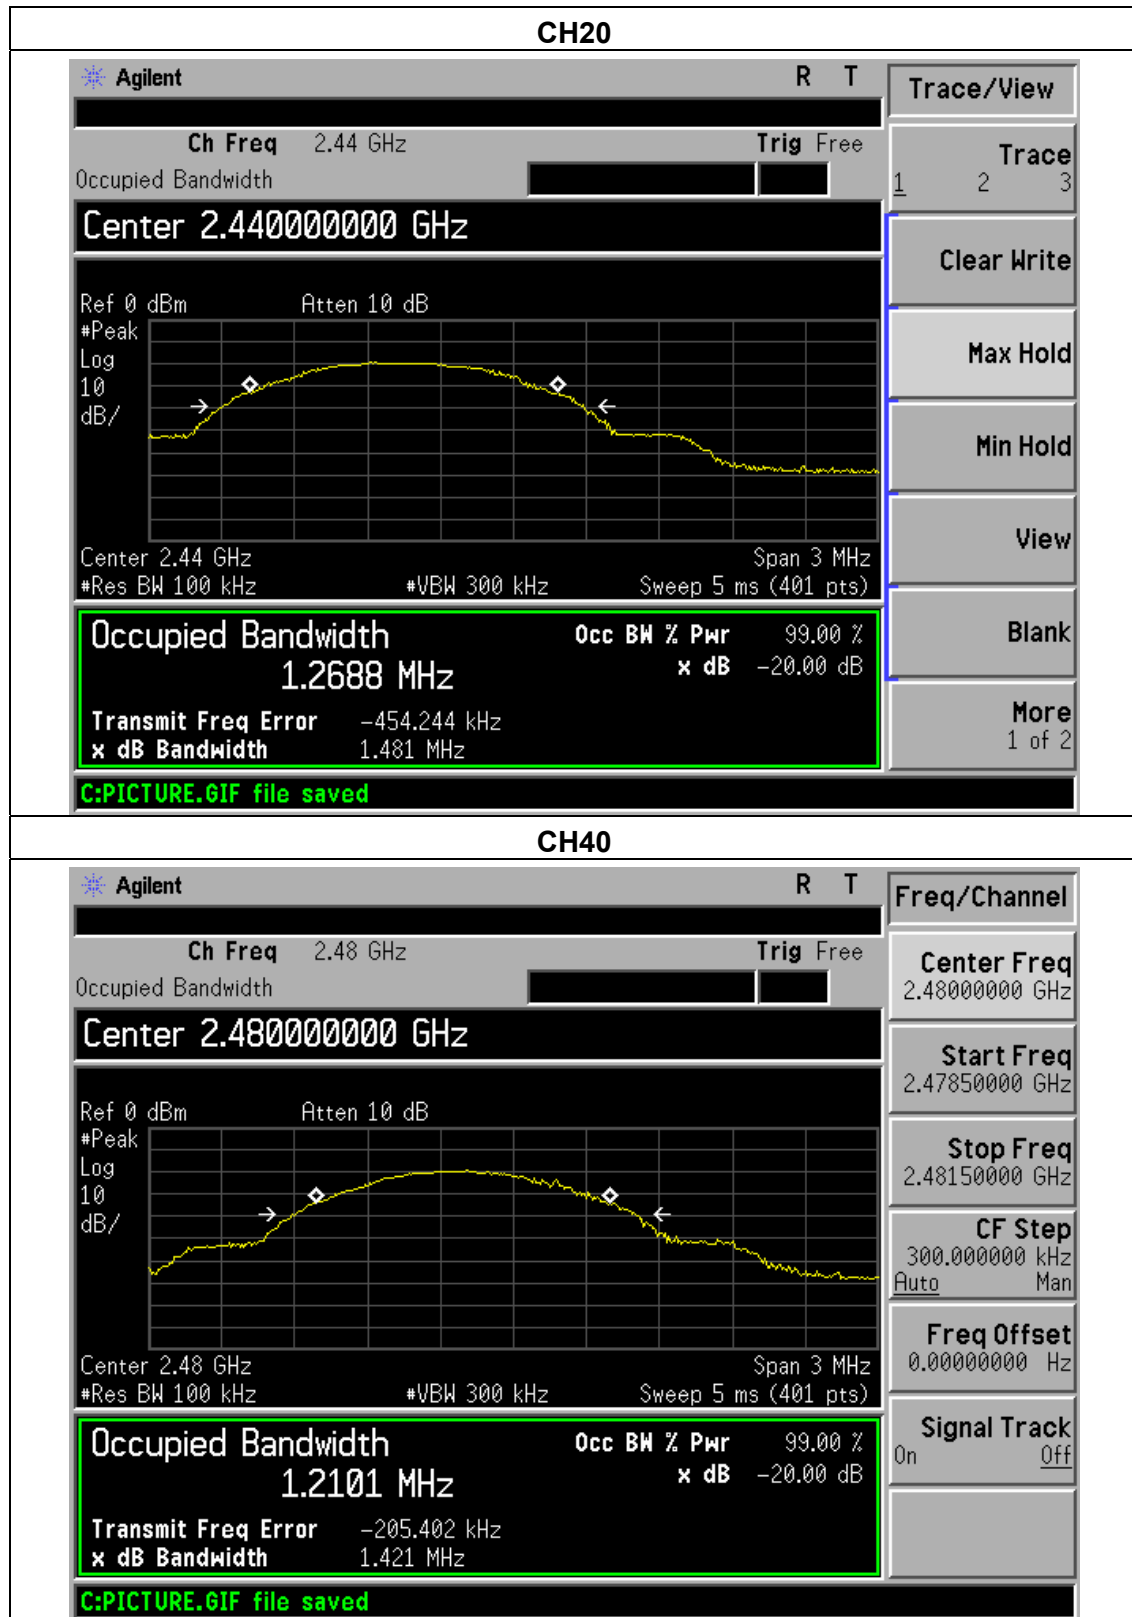 CH20
Agilent R T
Ch Freq 2.44 GHz Trig Free
Occupied Bandwidth
Center 2.440000000 GHz
Ref 0 dBm Atten 10 dB
#Peak
Log
10
dB/
Center 2.44 GHz Span 3 MHz
#Res BW 100 kHz #VBW 300 kHz Sweep 5 ms (401 pts)
Occupied Bandwidth Occ BW % Pwr 99.00 %
1.2688 MHz x dB -20.00 dB
Transmit Freq Error -454.244 kHz
x dB Bandwidth 1.481 MHz
C:PICTURE.GIF file saved
Trace/View
Trace
1 2 3
Clear Write
Max Hold
Min Hold
View
Blank
More
1 of 2
CH40
Agilent R T
Ch Freq 2.48 GHz Trig Free
Occupied Bandwidth
Center 2.480000000 GHz
Ref 0 dBm Atten 10 dB
#Peak
Log
10
dB/
Center 2.48 GHz Span 3 MHz
#Res BW 100 kHz #VBW 300 kHz Sweep 5 ms (401 pts)
Occupied Bandwidth Occ BW % Pwr 99.00 %
1.2101 MHz x dB -20.00 dB
Transmit Freq Error -205.402 kHz
x dB Bandwidth 1.421 MHz
C:PICTURE.GIF file saved
Freq/Channel
Center Freq
2.48000000 GHz
Start Freq
2.47850000 GHz
Stop Freq
2.48150000 GHz
CF Step
300.000000 kHz
Auto Man
Freq Offset
0.00000000 Hz
Signal Track
On Off